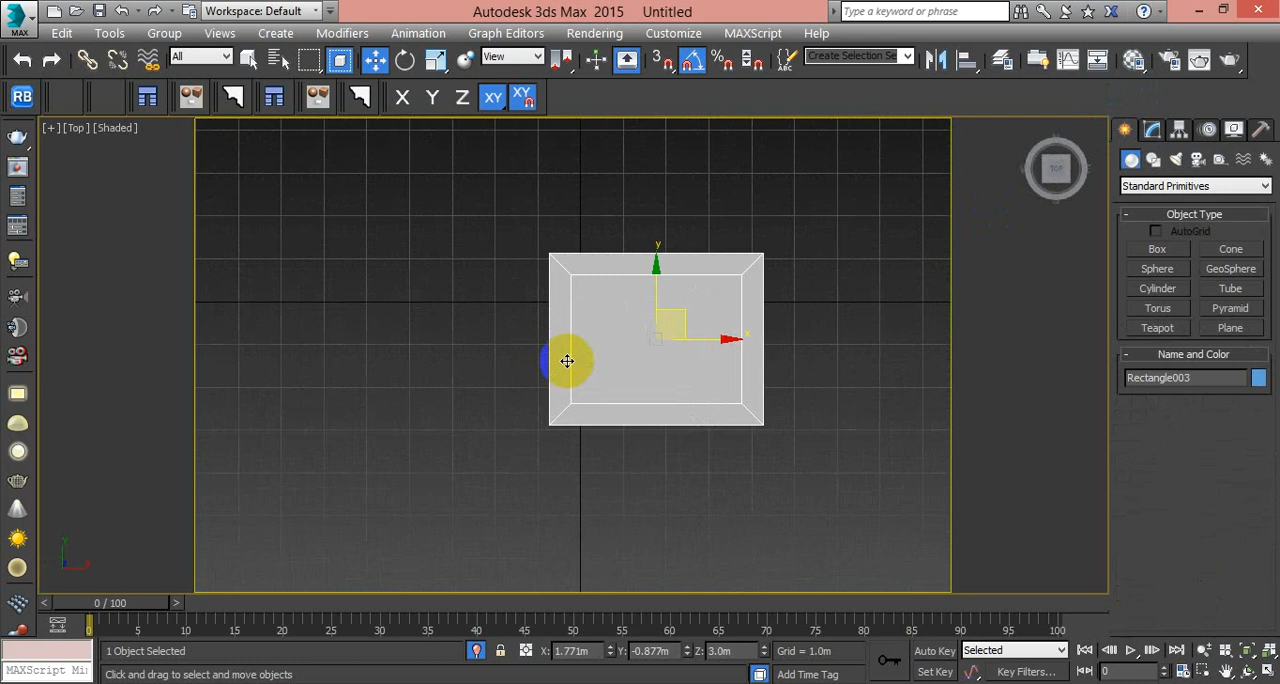 Workspace: Default
Autodesk 3ds Max 2015 Untitled
Type a keyword or phrase
MAX
Edit Tools Group Views Create Modifiers Animation Graph Editors Rendering Customize MAXScript Help
All
View
3
Create Selection Se
RB
X Y Z XY XY
[+] [Top] [Shaded]
TOP
y
x
Standard Primitives
- Object Type
AutoGrid
Box Cone
Sphere GeoSphere
Cylinder Tube
Torus Pyramid
Teapot Plane
- Name and Color
Rectangle003
< 0 / 100 >
0 5 10 15 20 25 30 35 40 45 50 55 60 65 70 75 80 85 90 95 100
1 Object Selected
X: 1.771m Y: -0.877m Z: 3.0m Grid = 1.0m
Auto Key Selected
MAXScript Mi
Click and drag to select and move objects
Add Time Tag
Set Key Key Filters... 0